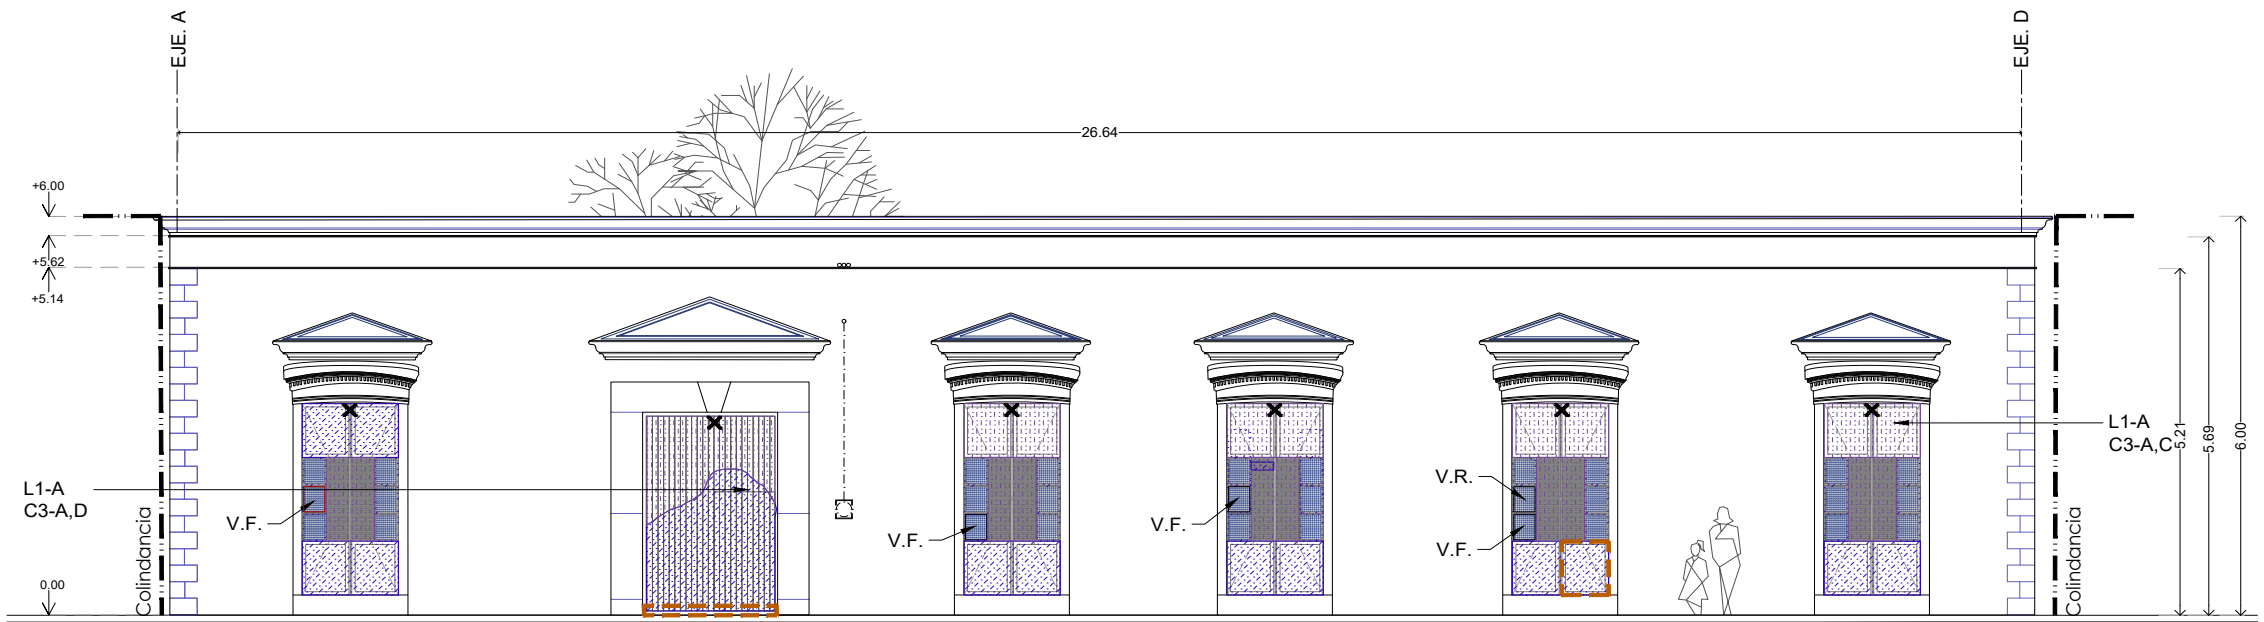 EJE. A
EJE. D
26.64
+6.00
+5.62
+5.14
0.00
Colindancia
L1-A
C3-A,D
V.F.
V.F.
V.F.
V.R.
V.F.
L1-A
C3-A,C
Colindancia
5.21
5.69
6.00